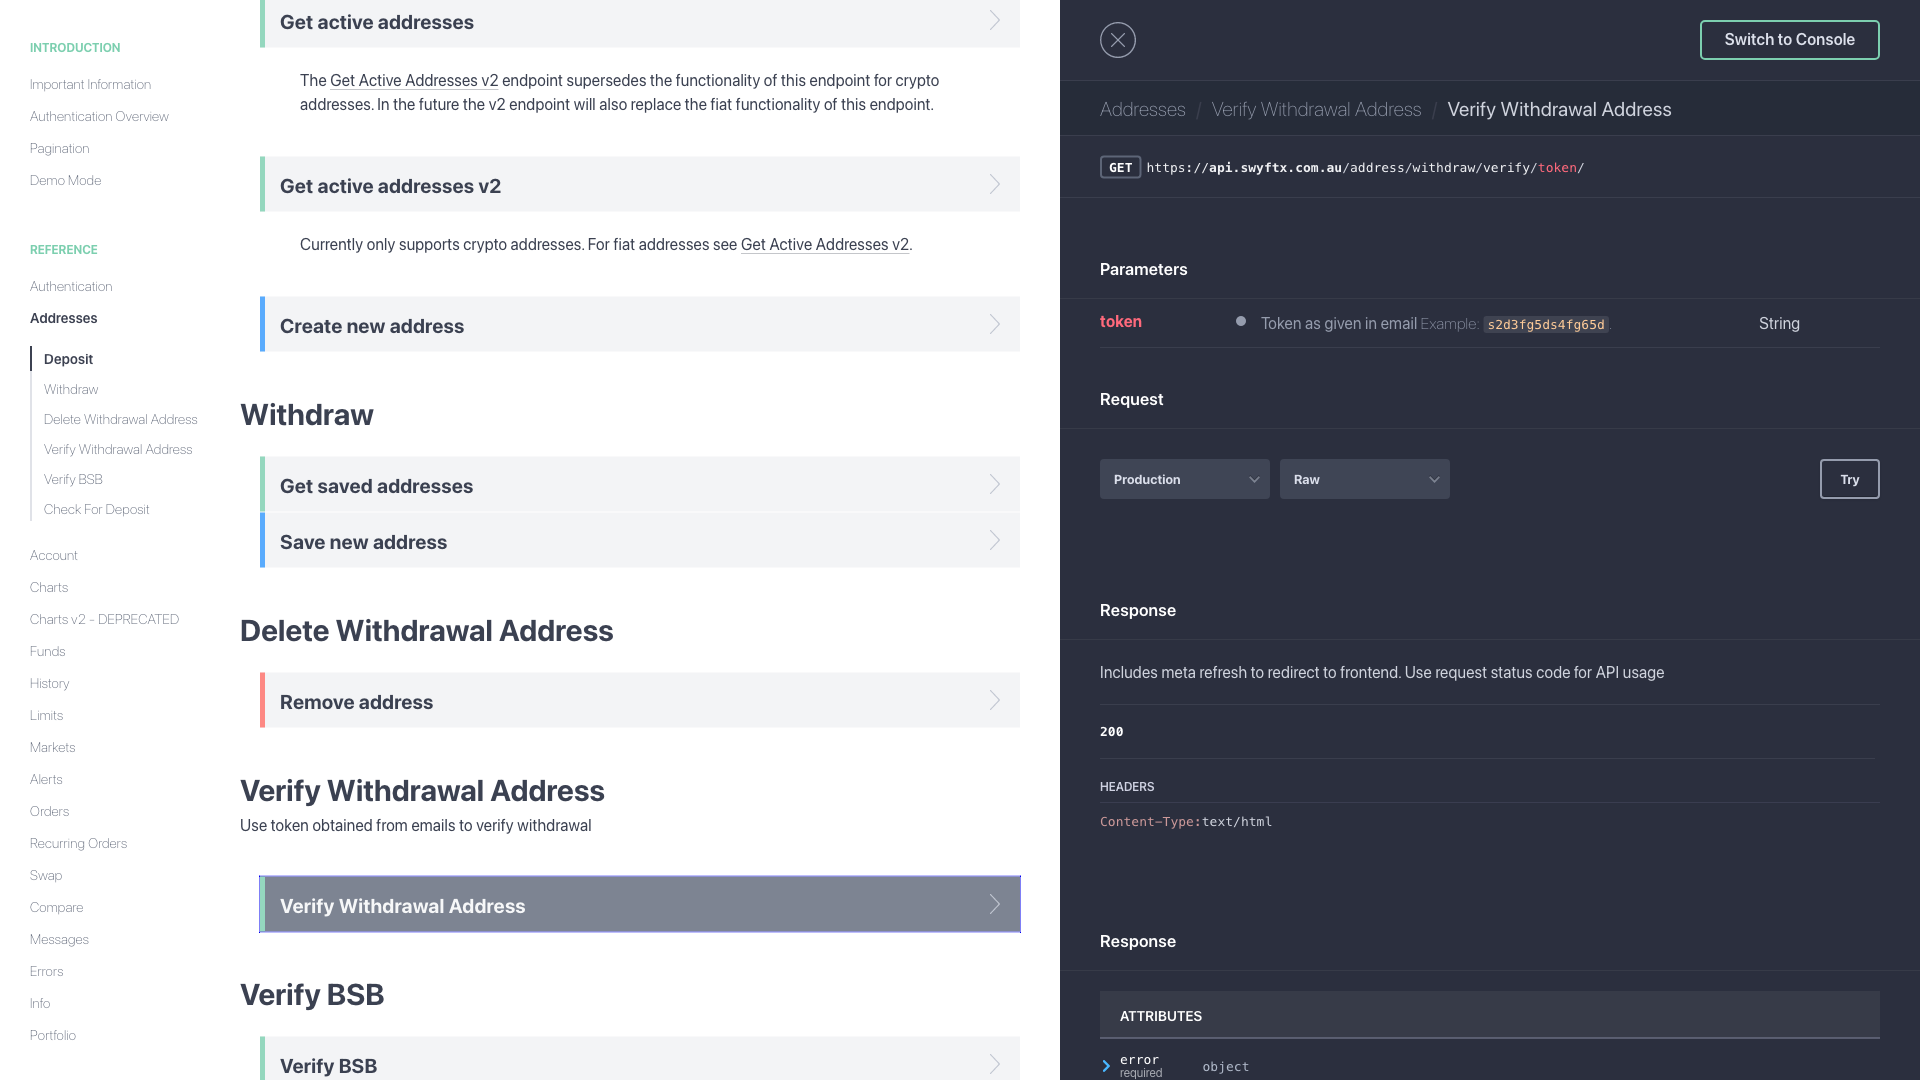 INTRODUCTION
Important Information
Authentication Overview
Pagination
Demo Mode
REFERENCE
Authentication
Addresses
Deposit
Withdraw
Delete Withdrawal Address
Verify Withdrawal Address
Verify BSB
Check For Deposit
Account
Charts
Charts v2 - DEPRECATED
Funds
History
Limits
Markets
Alerts
Orders
Recurring Orders
Swap
Compare
Messages
Errors
Info
Portfolio
Get active addresses
The Get Active Addresses v2 endpoint supersedes the functionality of this endpoint for crypto
addresses. In the future the v2 endpoint will also replace the fiat functionality of this endpoint.
Get active addresses v2
Currently only supports crypto addresses. For fiat addresses see Get Active Addresses v2.
Create new address
Withdraw
Get saved addresses
Save new address
Delete Withdrawal Address
Remove address
Verify Withdrawal Address
Use token obtained from emails to verify withdrawal
Verify Withdrawal Address
Verify BSB
Verify BSB
Switch to Console
Addresses / Verify Withdrawal Address / Verify Withdrawal Address
GET https://api.swyftx.com.au/address/withdraw/verify/token/
Parameters
token Token as given in email Example: s2d3fg5ds4fg65d. String
Request
Production Raw Try
Response
Includes meta refresh to redirect to frontend. Use request status code for API usage
200
HEADERS
Content-Type:text/html
Response
ATTRIBUTES
error object
required